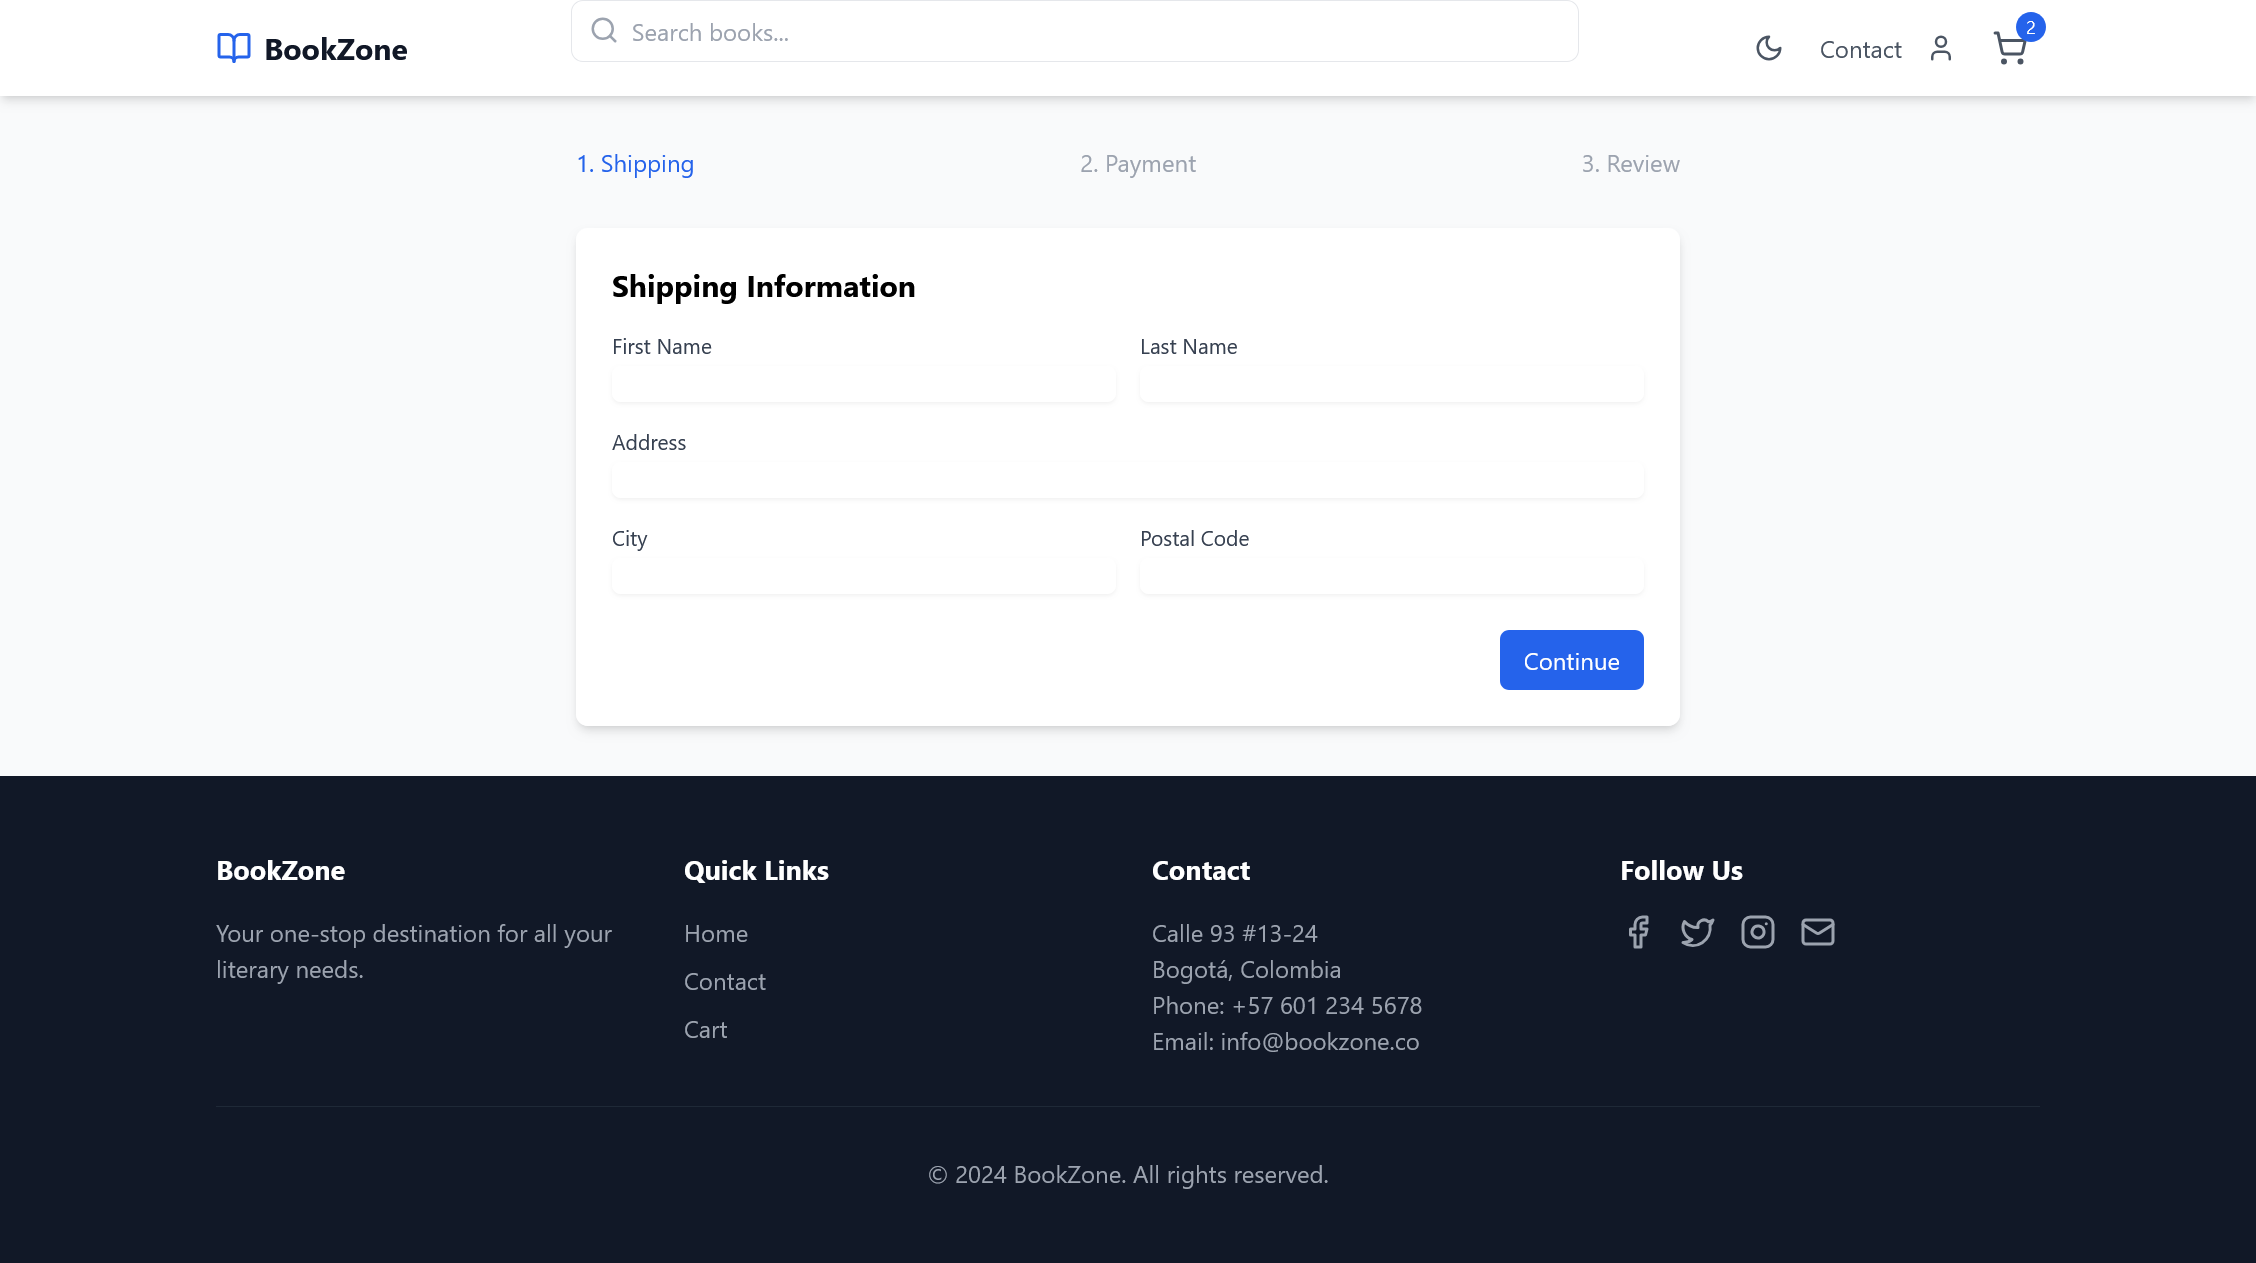 BookZone
Search books...
Contact
2
1. Shipping
2. Payment
3. Review
Shipping Information
First Name
Last Name
Address
City
Postal Code
Continue
BookZone
Your one-stop destination for all your
literary needs.
Quick Links
Home
Contact
Cart
Contact
Calle 93 #13-24
Bogotá, Colombia
Phone: +57 601 234 5678
Email: info@bookzone.co
Follow Us
© 2024 BookZone. All rights reserved.